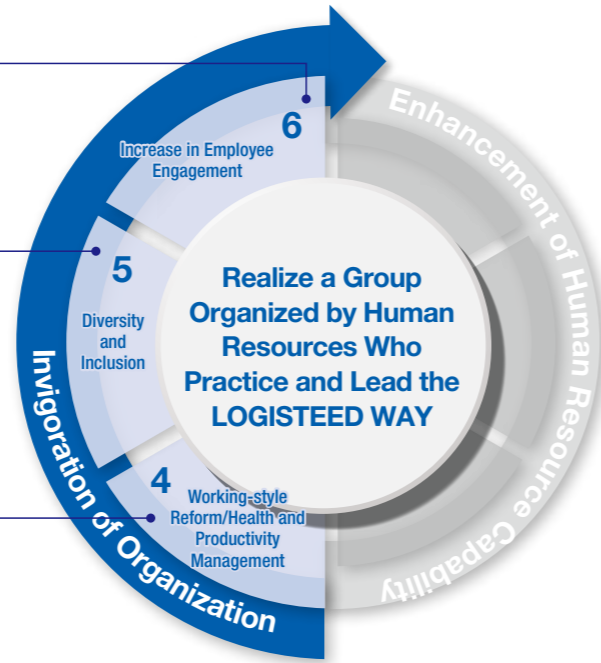 6
Increase in Employee
Engagement
5
Diversity
and
Inclusion
4
Working-style
Reform/Health and
Productivity
Management
Realize a Group
Organized by Human
Resources Who
Practice and Lead the
LOGISTEED WAY
Invigoration of Organization
Enhancement of Human Resource Capability